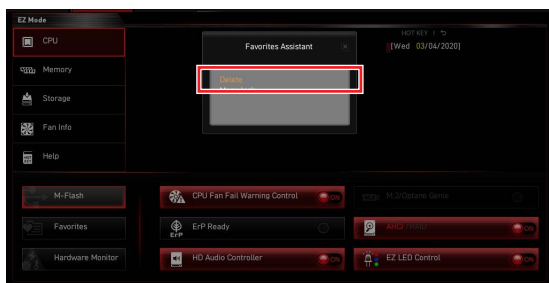 EZ Mode
HOT KEY | ⮌
CPU
Favorites Assistant
×
[Wed 03/04/2020]
Memory
Delete
Storage
Fan Info
Help
M-Flash
CPU Fan Fail Warning Control
ON
M.2/Optane Genie
Favorites
ErP
ErP Ready
AHCI /RAID
ON
Hardware Monitor
HD Audio Controller
ON
EZ LED Control
ON